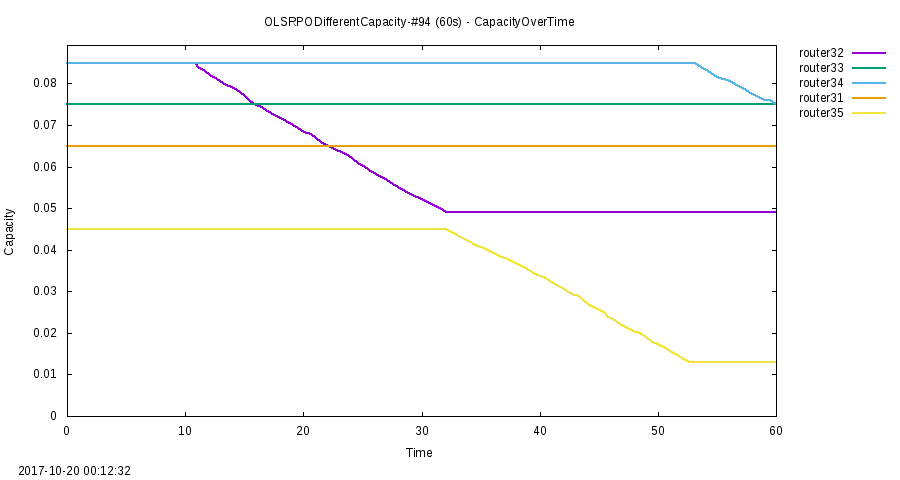 OLSRPODifferentCapacity-#94 (60s) - CapacityOverTime
router32
router33
router34
router31
router35
0.08
0.07
0.06
0.05
0.04
0.03
0.02
0.01
0
Capacity
0 10 20 30 40 50 60
Time
2017-10-20 00:12:32